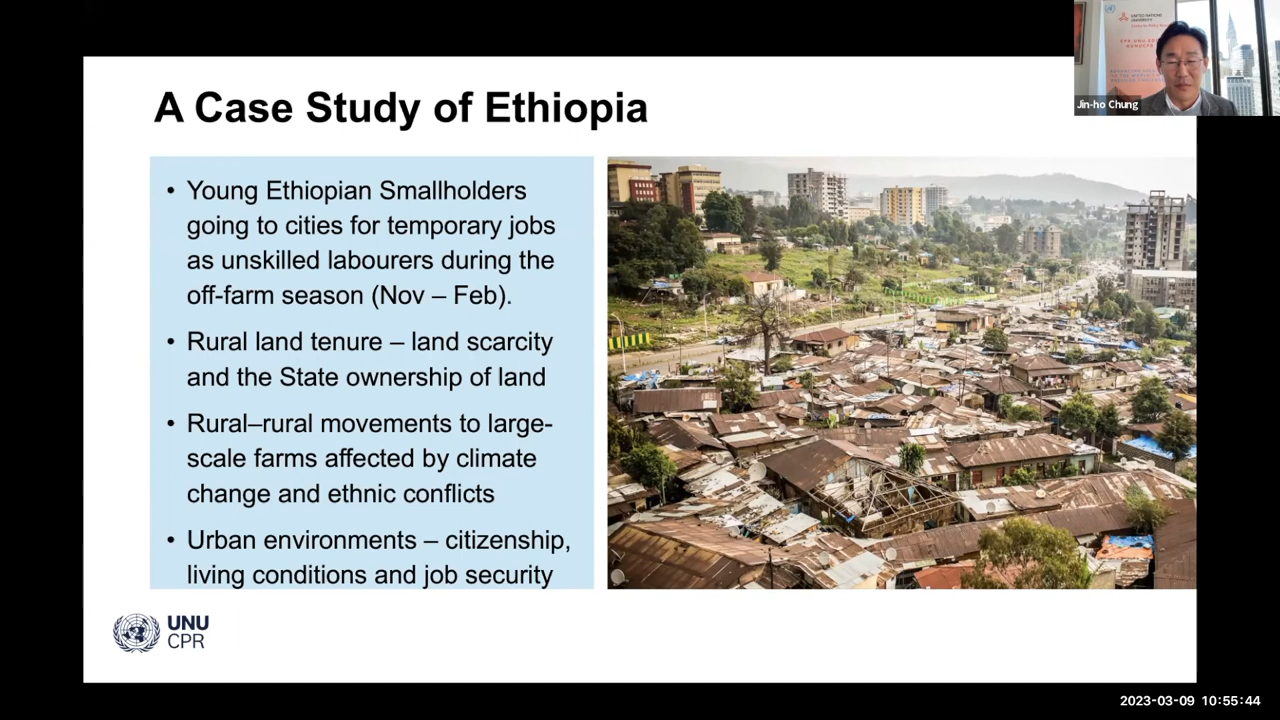 UNITED NATIONS
UNIVERSITY
Jin-ho Chung
A Case Study of Ethiopia
• Young Ethiopian Smallholders
going to cities for temporary jobs
as unskilled labourers during the
off-farm season (Nov – Feb).
• Rural land tenure – land scarcity
and the State ownership of land
• Rural–rural movements to large-
scale farms affected by climate
change and ethnic conflicts
• Urban environments – citizenship,
living conditions and job security
UNU
CPR
2023-03-09 10:55:44